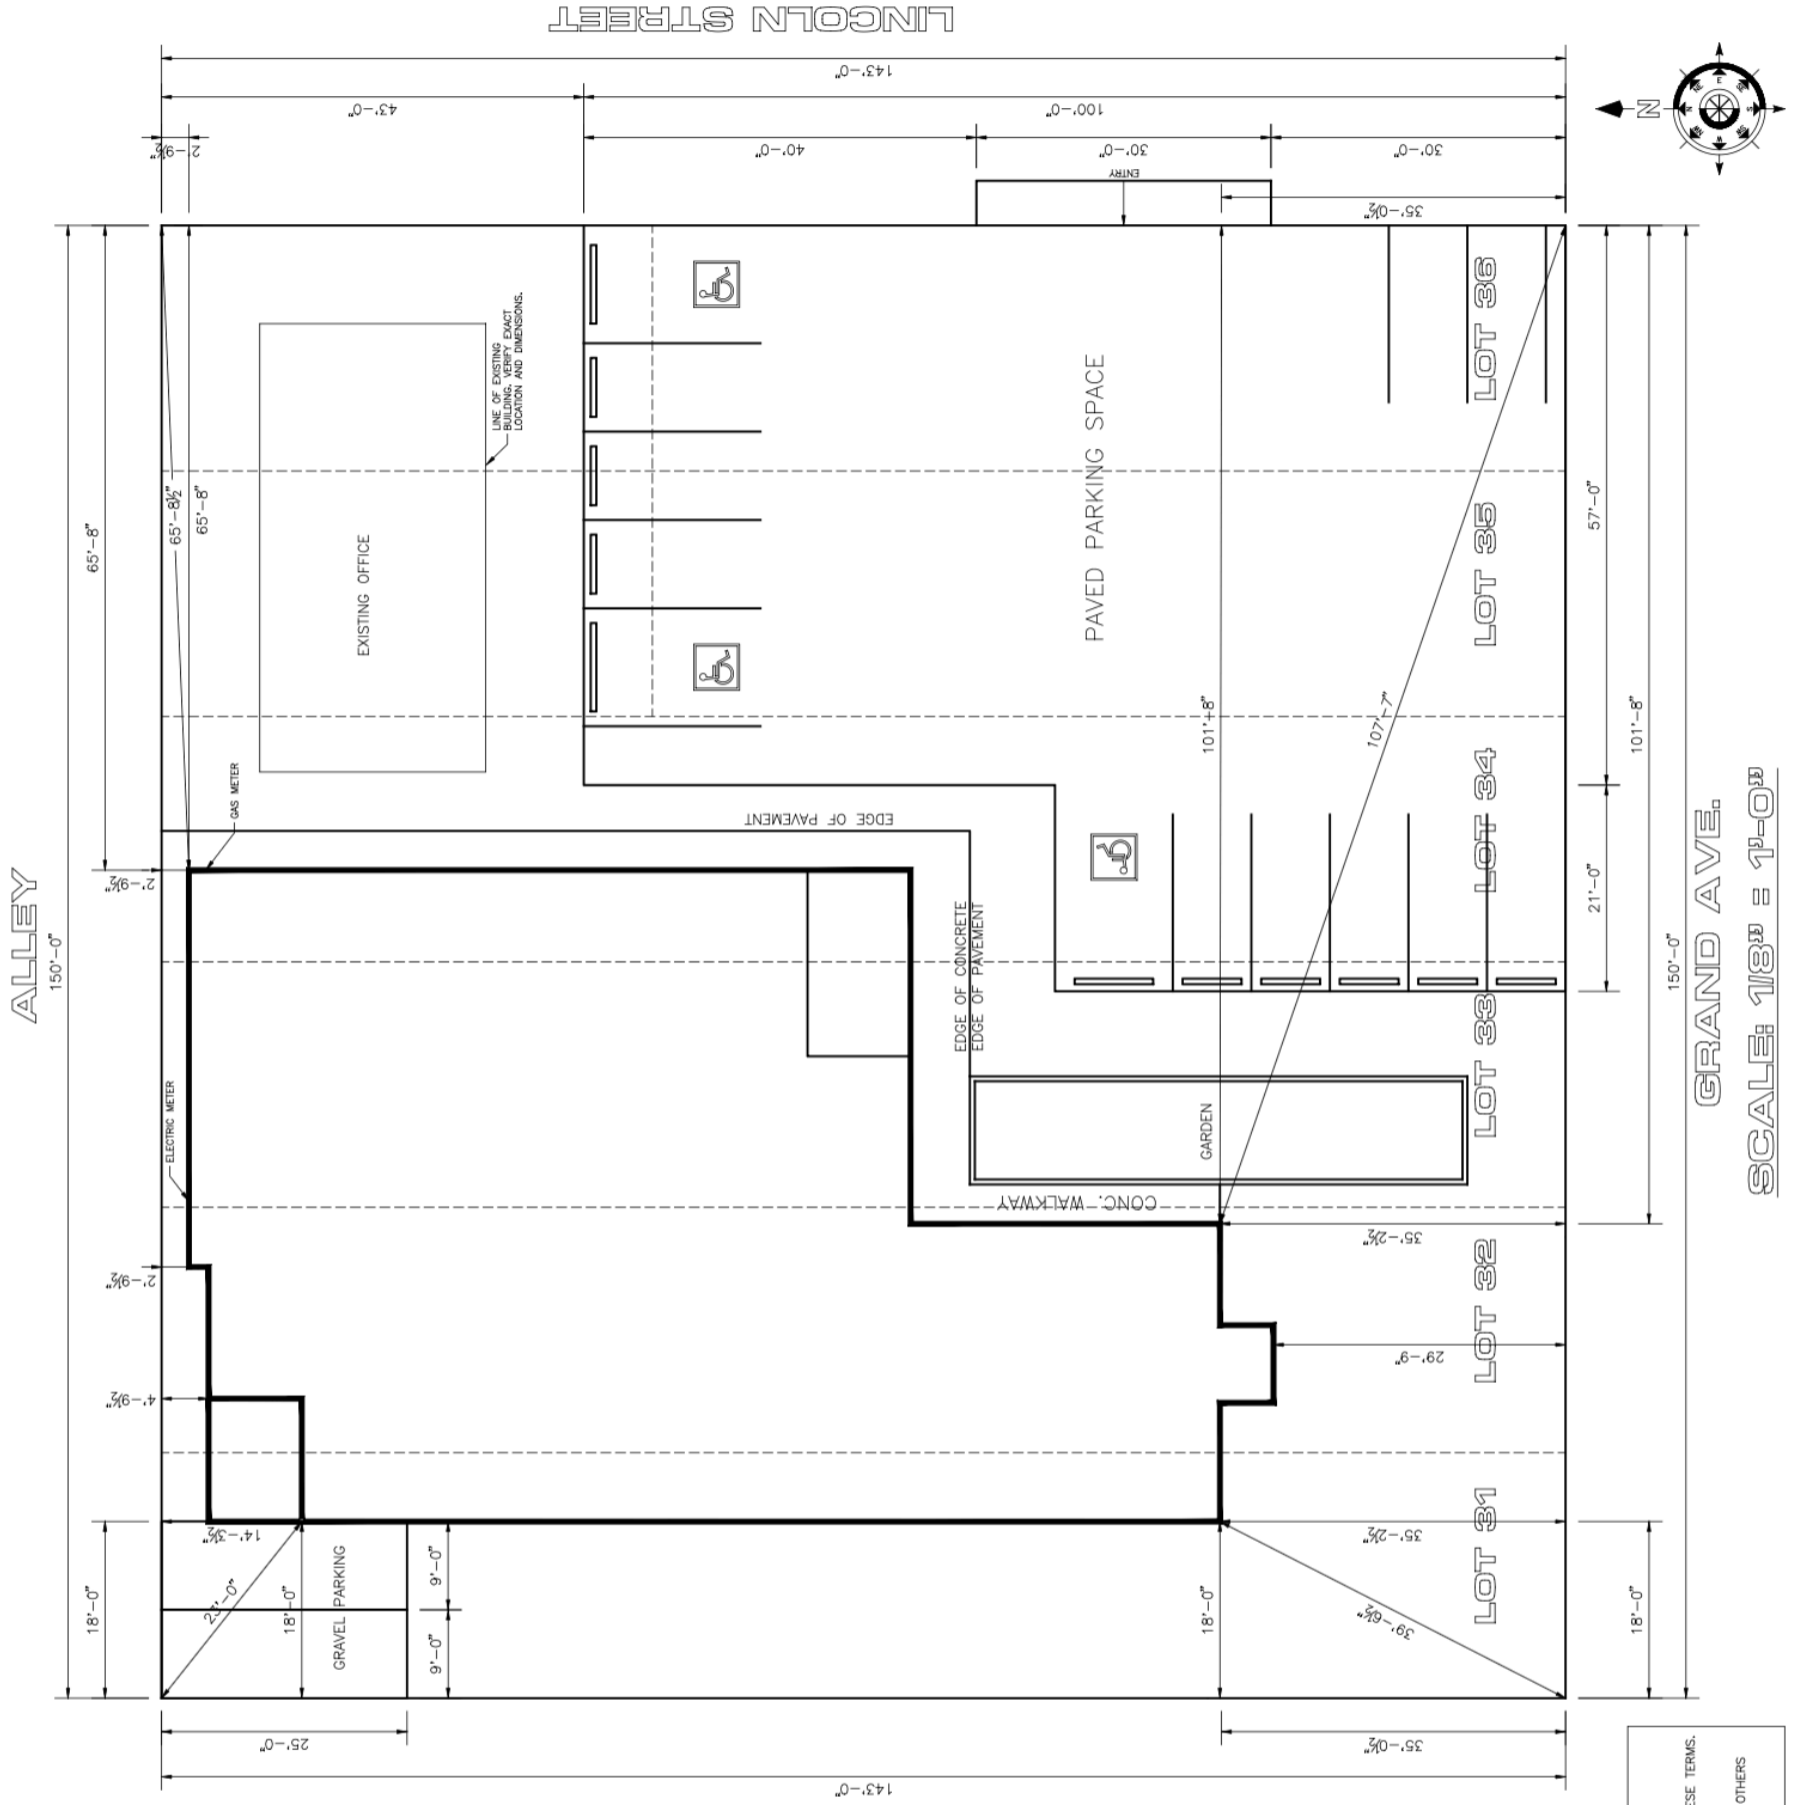 LINCOLN STREET
143'-0"
43'-0"
100'-0"
2'-9½"
40'-0"
30'-0"
30'-0"
ENTRY
35'-0½"
N
N
NE
E
SE
S
SW
W
NW
ALLEY
150'-0"
65'-8"
65'-8½"
65'-8"
EXISTING OFFICE
LINE OF EXISTING
BUILDING. VERIFY EXACT
LOCATION AND DIMENSIONS.
GAS METER
2'-9½"
EDGE OF PAVEMENT
PAVED PARKING SPACE
LOT 36
LOT 35
LOT 34
LOT 33
LOT 32
LOT 31
57'-0"
21'-0"
101'-8"
107'-7"
101'-8"
150'-0"
GRAND AVE.
SCALE: 1/8" = 1'-0"
EDGE OF CONCRETE
EDGE OF PAVEMENT
GARDEN
CONC. WALKWAY
ELECTRIC METER
2'-9½"
4'-9½"
35'-2½"
29'-9"
35'-2½"
14'-3½"
23'-0"
18'-0"
18'-0"
GRAVEL PARKING
9'-0"
9'-0"
18'-0"
39'-6½"
18'-0"
25'-0"
35'-0½"
143'-0"
ESE TERMS.
OTHERS